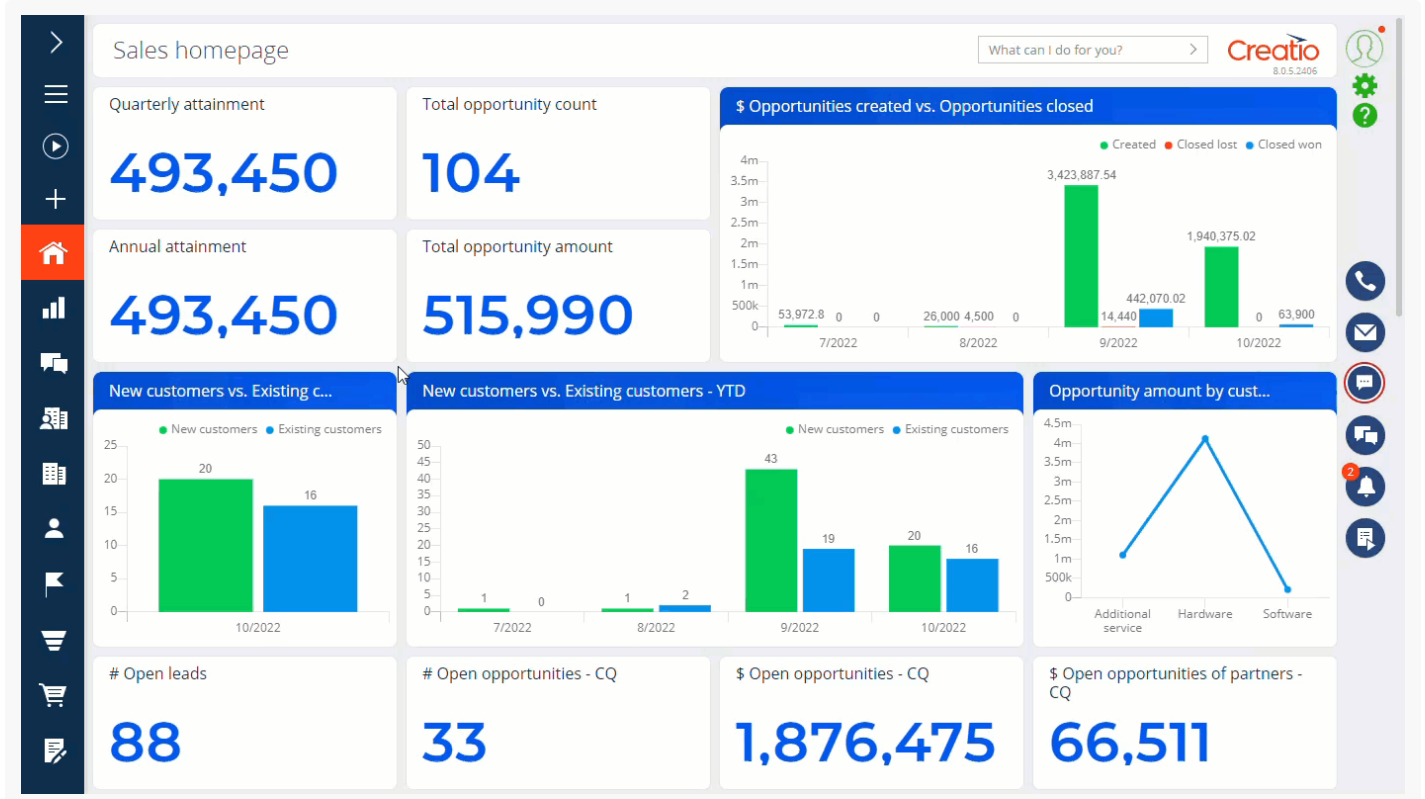 Sales homepage
What can I do for you?
Creatio
8.0.5.2406
Quarterly attainment
493,450
Total opportunity count
104
Annual attainment
493,450
Total opportunity amount
515,990
$ Opportunities created vs. Opportunities closed
Created Closed lost Closed won
4m
3.5m
3m
2.5m
2m
1.5m
1m
500k
0
53,972.8 0 0
26,000 4,500 0
3,423,887.54
14,440
442,070.02
1,940,375.02
0
63,900
7/2022 8/2022 9/2022 10/2022
New customers vs. Existing c...
New customers Existing customers
25
20
15
10
5
0
20
16
10/2022
New customers vs. Existing customers - YTD
New customers Existing customers
50
45
40
35
30
25
20
15
10
5
0
1 0
1 2
43 19
20 16
7/2022 8/2022 9/2022 10/2022
Opportunity amount by cust...
4.5m
4m
3.5m
3m
2.5m
2m
1.5m
1m
500k
0
Additional
service
Hardware
Software
# Open leads
88
# Open opportunities - CQ
33
$ Open opportunities - CQ
1,876,475
$ Open opportunities of partners -
CQ
66,511
?
2